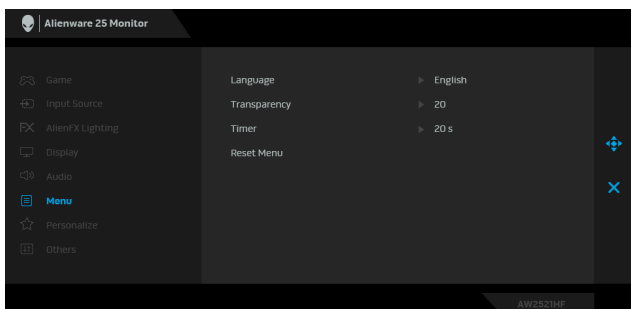 Alienware 25 Monitor
Game
Input Source
AlienFX Lighting
Display
Audio
Menu
Personalize
Others
Language English
Transparency 20
Timer 20 s
Reset Menu
AW2521HF